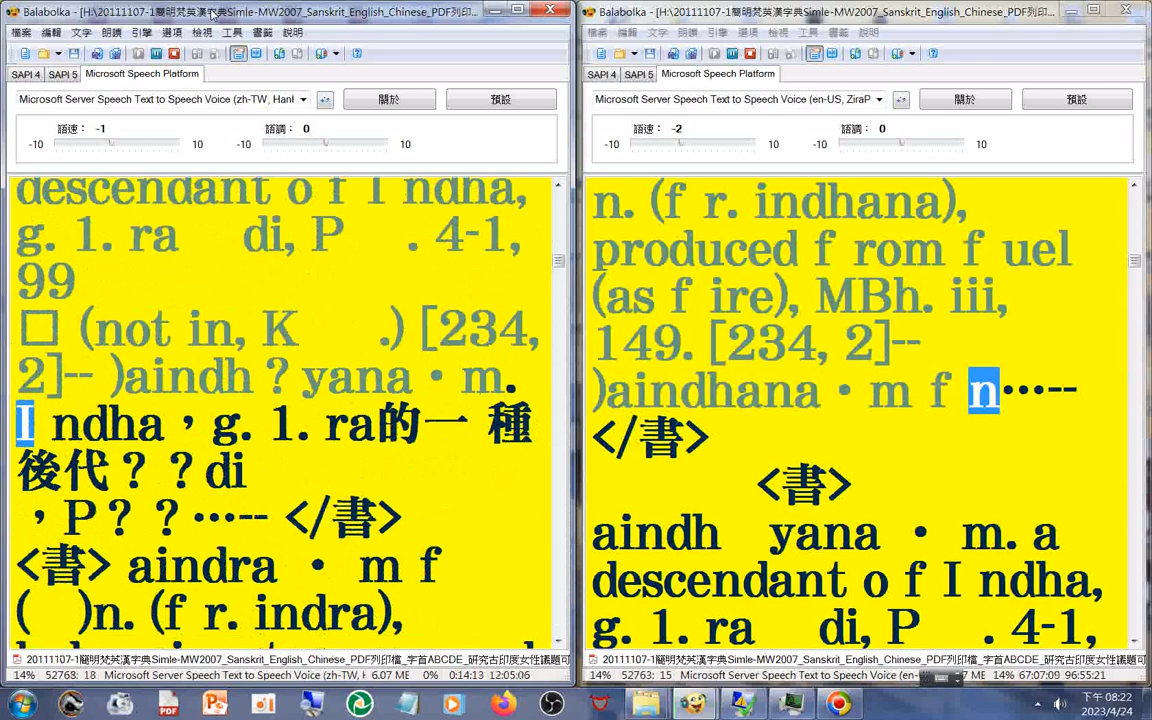 Balabolka - [H:\20111107-1簡明梵英漢字典Simle-MW2007_Sanskrit_English_Chinese_PDF列印...
檔案 編輯 文字 朗讀 引擎 選項 檢視 工具 書籤 說明
SAPI 4 SAPI 5 Microsoft Speech Platform
Microsoft Server Speech Text to Speech Voice (zh-TW, Hanl
關於 預設
語速: -1 語調: 0
-10 10 -10 10
descendant o f I ndha,
g. 1. ra di, P . 4-1,
99
□ (not in, K .) [234,
2]-- )aindh ? yana・m.
I ndha，g. 1. ra的一 種
後代？？di
，P？？…-- </書>
<書> aindra ・ m f
( )n. (f r. indra),
20111107-1簡明梵英漢字典Simle-MW2007_Sanskrit_English_Chinese_PDF列印檔_字首ABCDE_研究古印度女性議題可
14% 52763: 18 Microsoft Server Speech Text to Speech Voice (zh-TW, H 6.07 MB 0% 0:14:13 12:05:06
Balabolka - [H:\20111107-1簡明梵英漢字典Simle-MW2007_Sanskrit_English_Chinese_PDF列印...
檔案 編輯 文字 朗讀 引擎 選項 檢視 工具 書籤 說明
SAPI 4 SAPI 5 Microsoft Speech Platform
Microsoft Server Speech Text to Speech Voice (en-US, ZiraP
關於 預設
語速: -2 語調: 0
-10 10 -10 10
n. (f r. indhana),
produced f rom f uel
(as f ire), MBh. iii,
149. [234, 2]--
)aindhana・m f n…--
</書>
<書>
aindh yana ・ m. a
descendant o f I ndha,
g. 1. ra di, P . 4-1,
20111107-1簡明梵英漢字典Simle-MW2007_Sanskrit_English_Chinese_PDF列印檔_字首ABCDE_研究古印度女性議題可
14% 52763: 15 Microsoft Server Speech Text to Speech Voice 14% 67:07:09 96:55:21
下午 08:22
2023/4/24